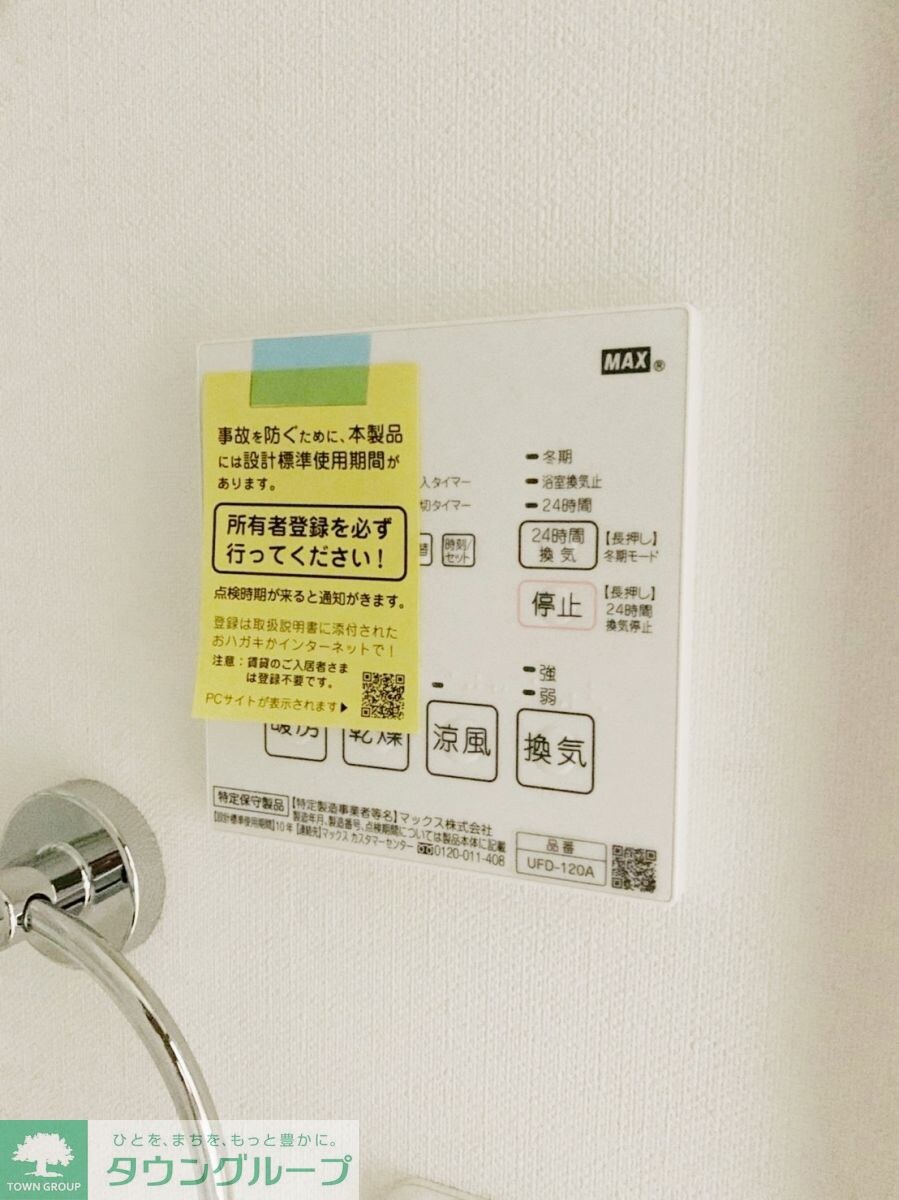 MAX®
事故を防ぐために、本製品
には設計標準使用期間が
あります。
所有者登録を必ず
行ってください!
点検時期が来ると通知がきます。
登録は取扱説明書に添付された
おハガキかインターネットで!
注意:賃貸のご入居者さま
は登録不要です。
PCサイトが表示されます▶
入タイマー
切タイマー
時刻/
セット
冬期
浴室換気止
24時間
24時間
換気
【長押し】
冬期モード
停止
【長押し】
24時間
換気停止
強
弱
暖房
乾燥
涼風
換気
特定保守製品
【特定製造事業者等名】マックス株式会社
製造年月、製造番号、点検期間については製品本体に記載
【設計標準使用期間】10年
【連絡先】マックス カスタマーセンター 0120-011-408
品番
UFD-120A
TOWN GROUP
ひとを、まちを、もっと豊かに。
タウングループ